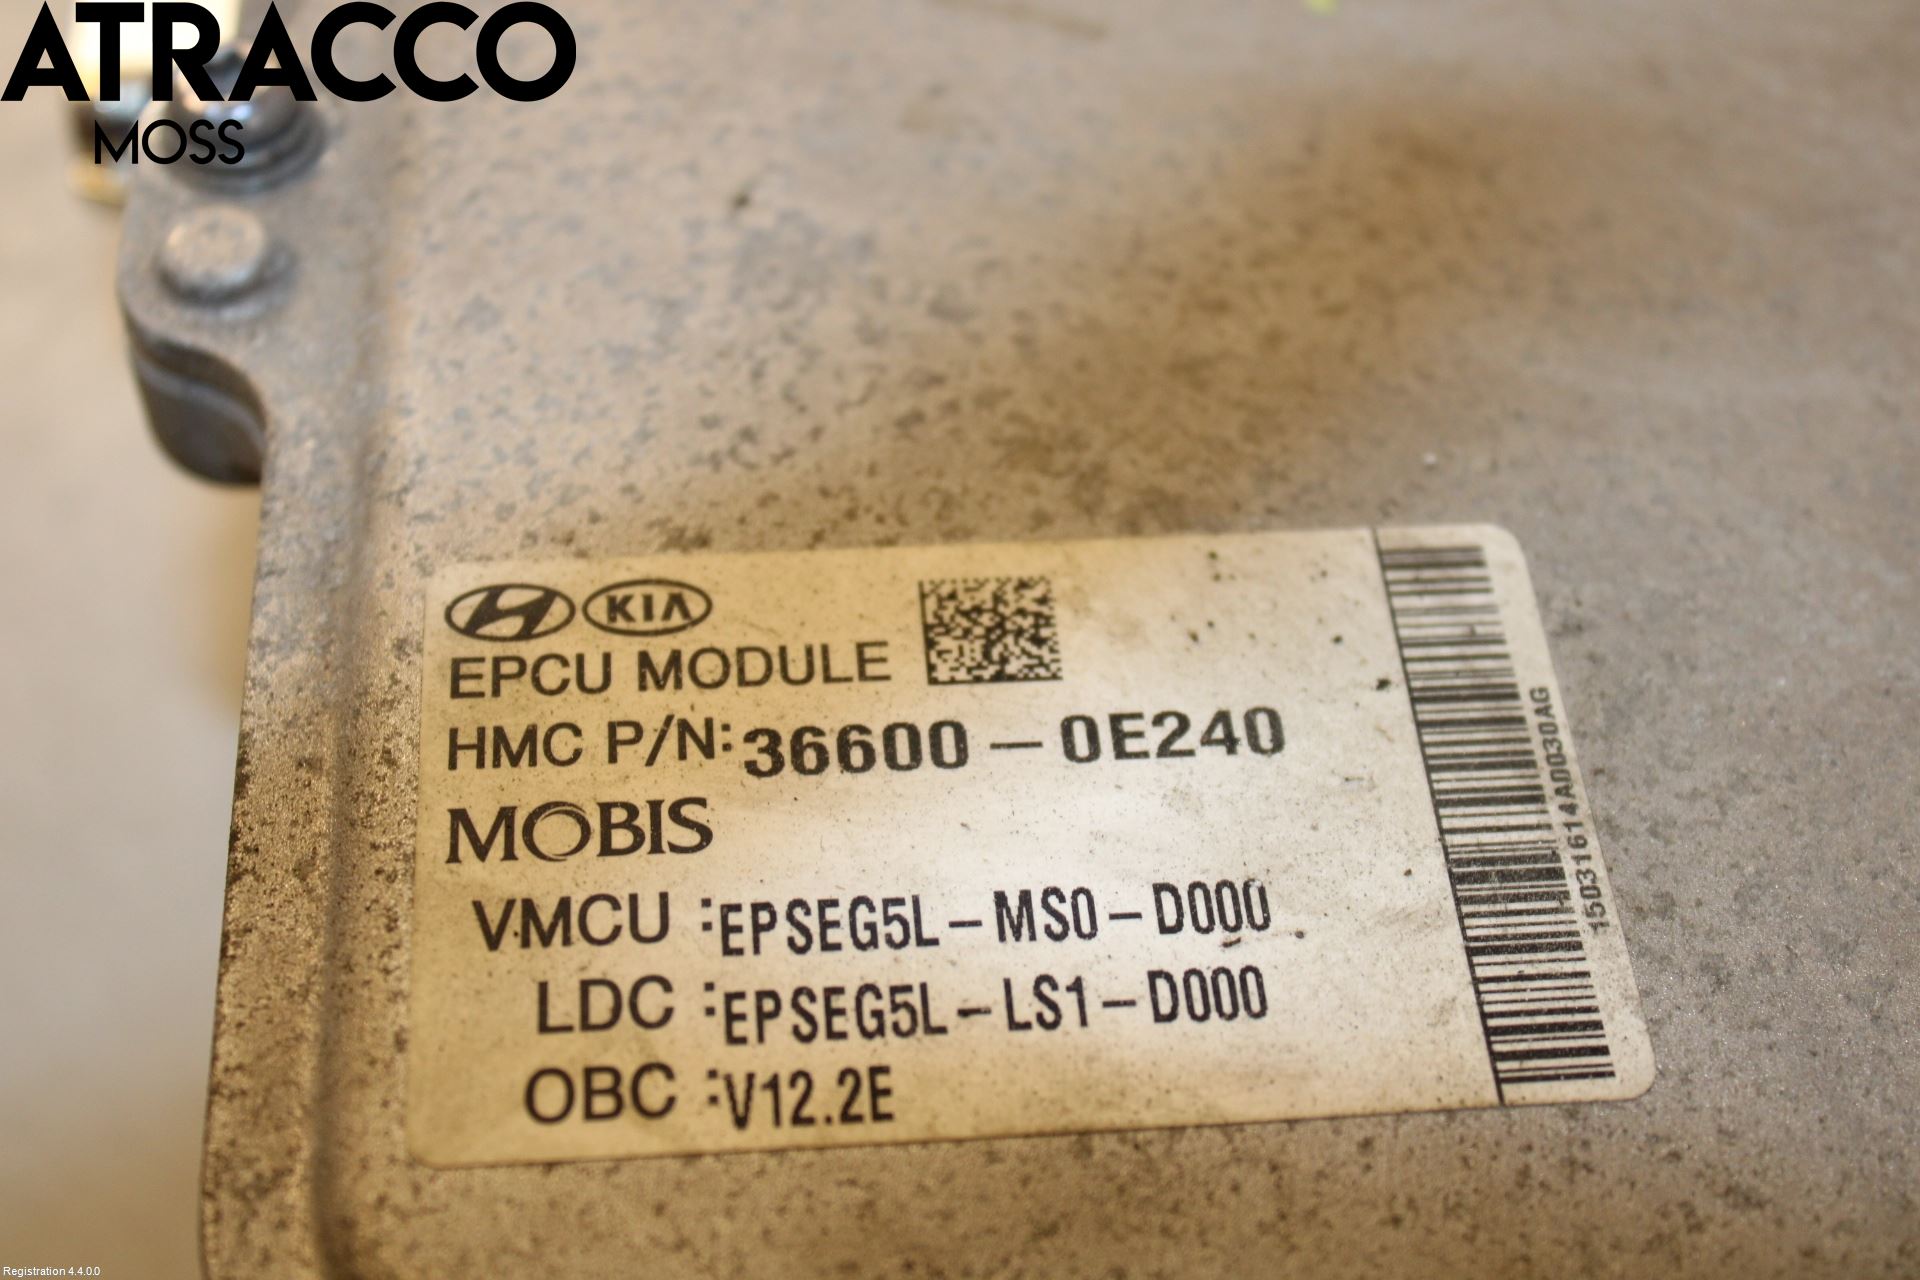 ATRACCO
MOSS
KIA
EPCU MODULE
HMC P/N: 36600-0E240
MOBIS
VMCU :EPSEG5L-MS0-D000
LDC :EPSEG5L-LS1-D000
OBC :V12.2E
15031614AD0030AG
Registration 4.4.0.0